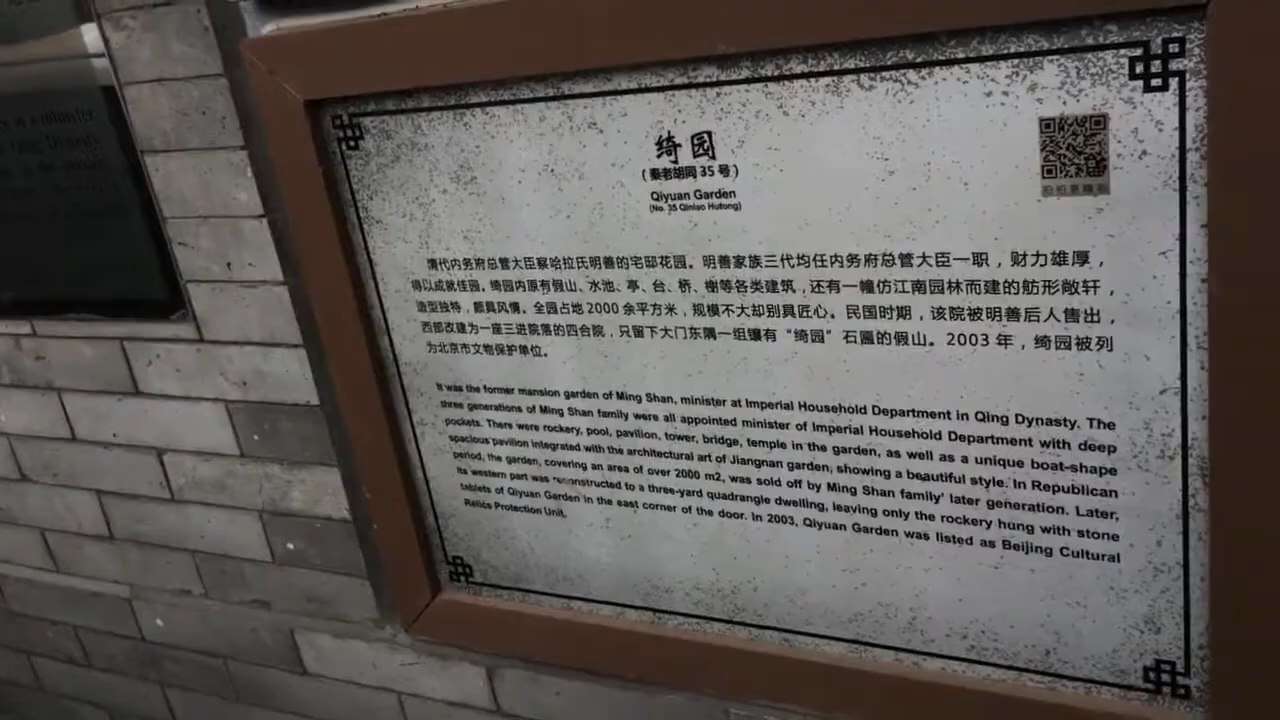 绮园
（秦老胡同 35 号）
Qiyuan Garden
(No. 35 Qinlao Hutong)
清代内务府总管大臣察哈拉氏明善的宅邸花园。明善家族三代均任内务府总管大臣一职，财力雄厚，
得以成就佳园。绮园内原有假山、水池、亭、台、桥、榭等各类建筑，还有一幢仿江南园林而建的舫形敞轩，
造型独特，颇具风情。全园占地 2000 余平方米，规模不大却别具匠心。民国时期，该院被明善后人售出，
西部改建为一座三进院落的四合院，只留下大门东隅一组镶有“绮园”石匾的假山。2003 年，绮园被列
为北京市文物保护单位。
It was the former mansion garden of Ming Shan, minister at Imperial Household Department in Qing Dynasty. The
three generations of Ming Shan family were all appointed minister of Imperial Household Department with deep
pockets. There were rockery, pool, pavilion, tower, bridge, temple in the garden, as well as a unique boat-shape
spacious pavilion integrated with the architectural art of Jiangnan garden, showing a beautiful style. In Republican
period, the garden, covering an area of over 2000 m2, was sold off by Ming Shan family' later generation. Later,
its western part was reconstructed to a three-yard quadrangle dwelling, leaving only the rockery hung with stone
tablets of Qiyuan Garden in the east corner of the door. In 2003, Qiyuan Garden was listed as Beijing Cultural
Relics Protection Unit.